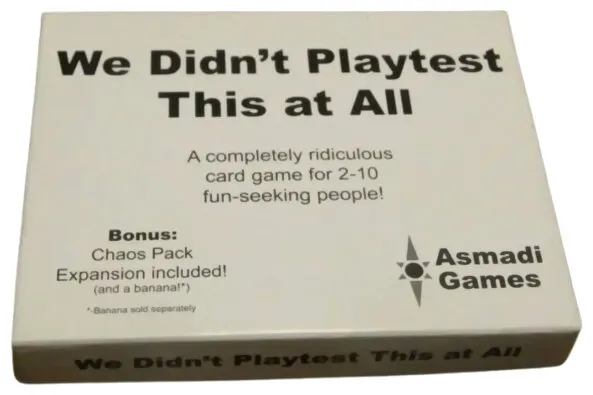 We Didn't Playtest
This at All
A completely ridiculous
card game for 2-10
fun-seeking people!
Bonus:
Chaos Pack
Expansion included!
(and a banana!*)
*-Banana sold separately
Asmadi
Games
We Didn't Playtest This at All